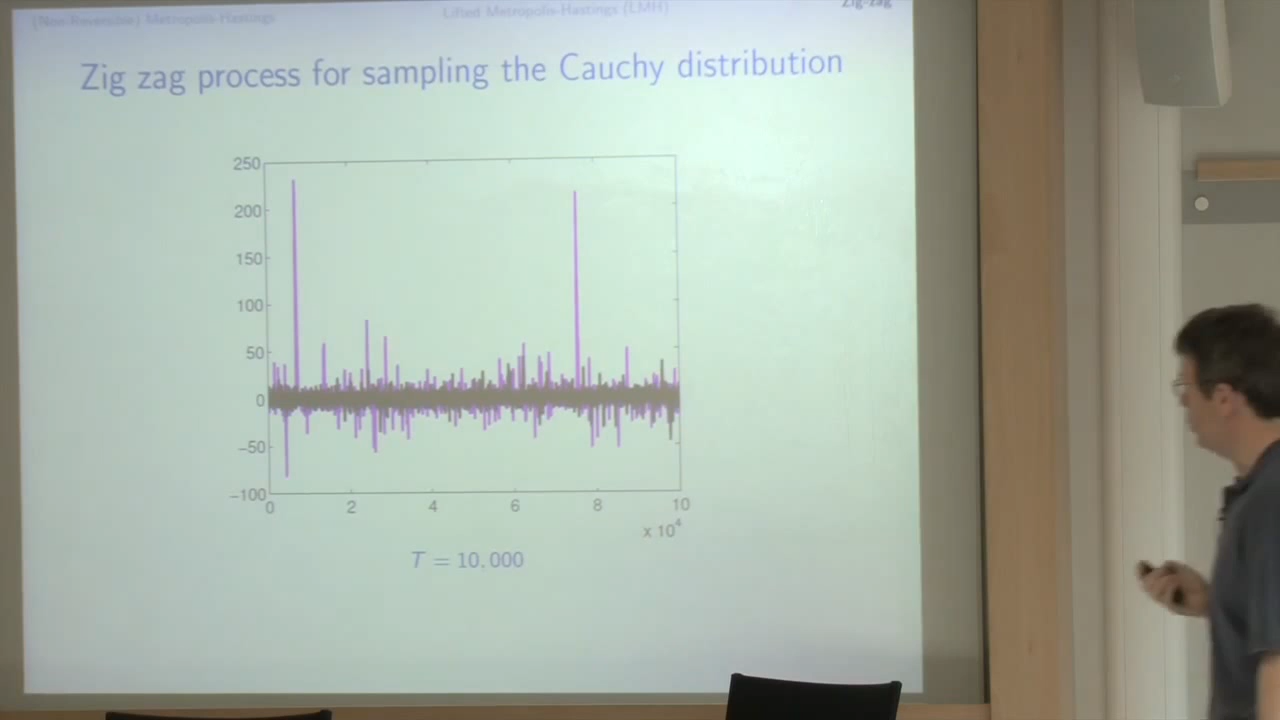 (Non-Reversible) Metropolis-Hastings
Lifted Metropolis-Hastings (LMH)
Zig-zag
Zig zag process for sampling the Cauchy distribution
250
200
150
100
50
0
−50
−100
0 2 4 6 8 10
x 10^4
T = 10.000